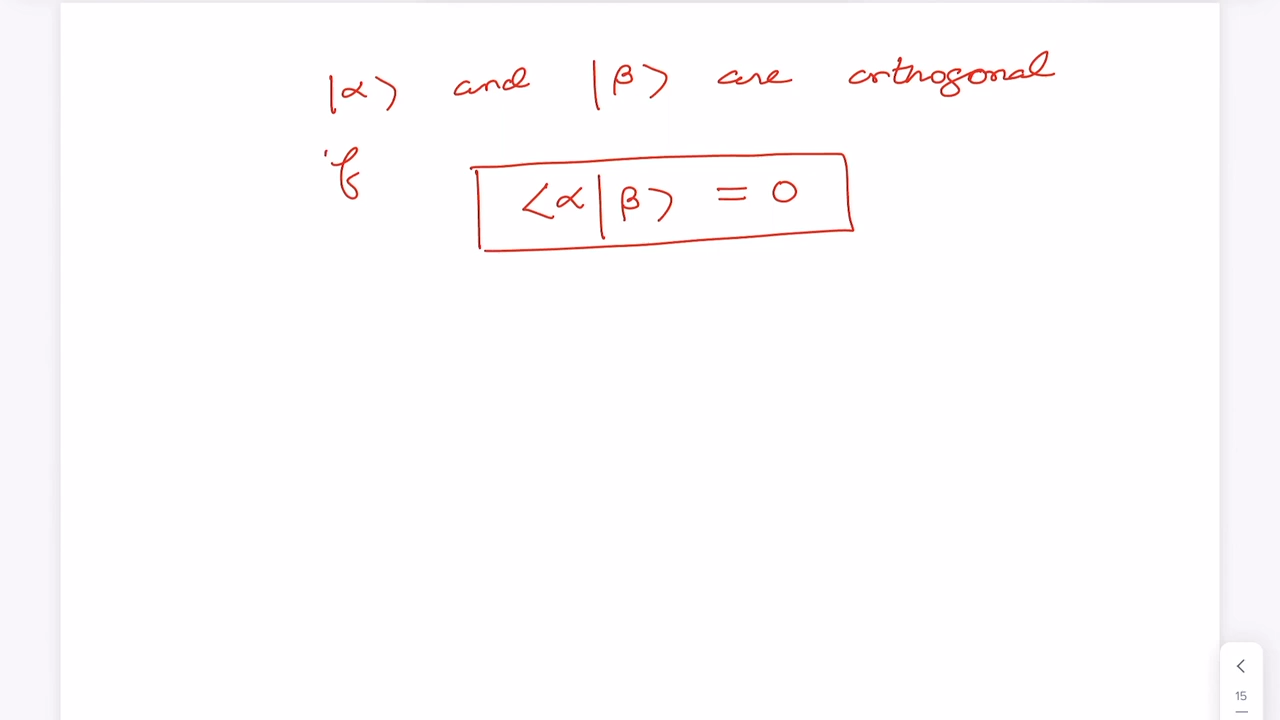 |α⟩ and |β⟩ are orthogonal
if
⟨α|β⟩ = 0
15